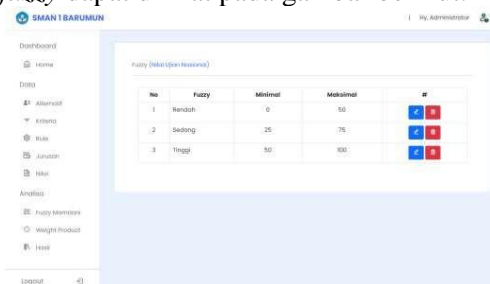 SMAN 1 BARUMUN
Hy, Administrator
Dashboard
Home
Data
Alternatif
Kriteria
Rule
Jurusan
Nilai
Analisa
Fuzzy Mamdani
Weight Product
Hasil
Logout
Fuzzy (Nilai Ujian Nasional)
No Fuzzy Minimal Maksimal #
1 Rendah 0 50
2 Sedang 25 75
3 Tinggi 50 100